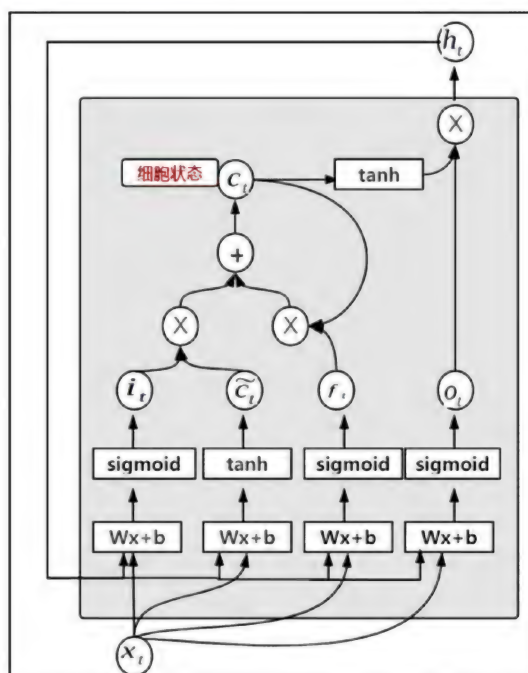 h_t
X
细胞状态 c_t tanh
+
X X
i_t c̃_t f_t o_t
sigmoid tanh sigmoid sigmoid
Wx+b Wx+b Wx+b Wx+b
x_t